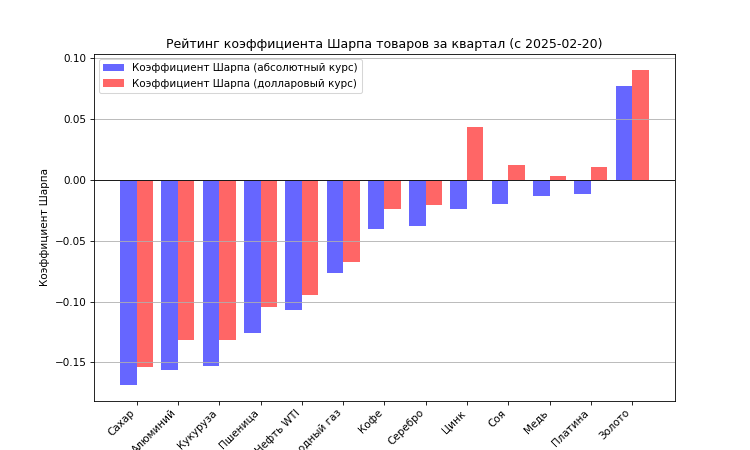 Рейтинг коэффициента Шарпа товаров за квартал (с 2025-02-20)
Коэффициент Шарпа (абсолютный курс)
Коэффициент Шарпа (долларовый курс)
Коэффициент Шарпа
0.10
0.05
0.00
−0.05
−0.10
−0.15
Сахар
Алюминий
Кукуруза
Пшеница
Нефть WTI
одный газ
Кофе
Серебро
Цинк
Соя
Медь
Платина
Золото